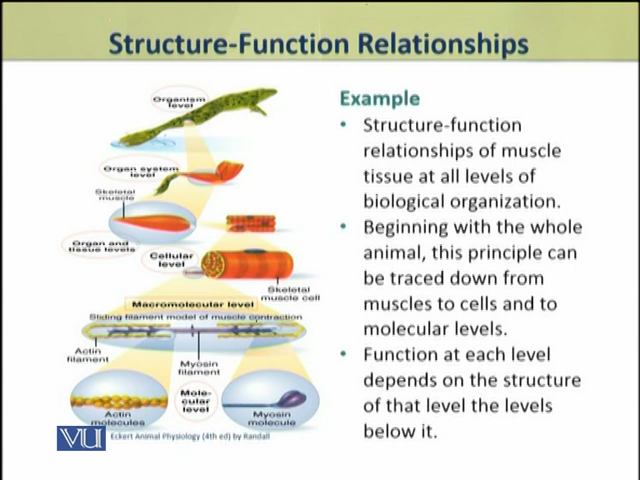 Structure-Function Relationships
Organism
level
Organ system
level
Skeletal
muscle
Organ and
tissue levels
Cellular
level
Skeletal
muscle cell
Macromolecular level
Sliding filament model of muscle contraction
Actin
filament
Myosin
filament
Mole-
cular
level
Actin
molecules
Myosin
molecule
VU
Eckert Animal Physiology (4th ed) by Randall
Example
• Structure-function
relationships of muscle
tissue at all levels of
biological organization.
• Beginning with the whole
animal, this principle can
be traced down from
muscles to cells and to
molecular levels.
• Function at each level
depends on the structure
of that level the levels
below it.